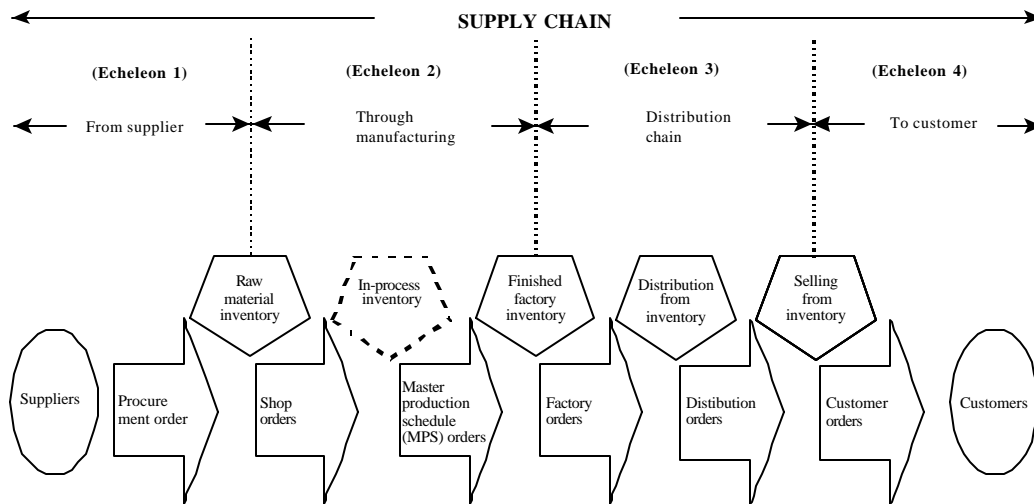 SUPPLY CHAIN
(Echeleon 1)
(Echeleon 2)
(Echeleon 3)
(Echeleon 4)
From supplier
Through
manufacturing
Distribution
chain
To customer
Raw
material
inventory
In-process
inventory
Finished
factory
inventory
Distribution
from
inventory
Selling
from
inventory
Suppliers
Procure
ment order
Shop
orders
Master
production
schedule
(MPS) orders
Factory
orders
Distibution
orders
Customer
orders
Customers